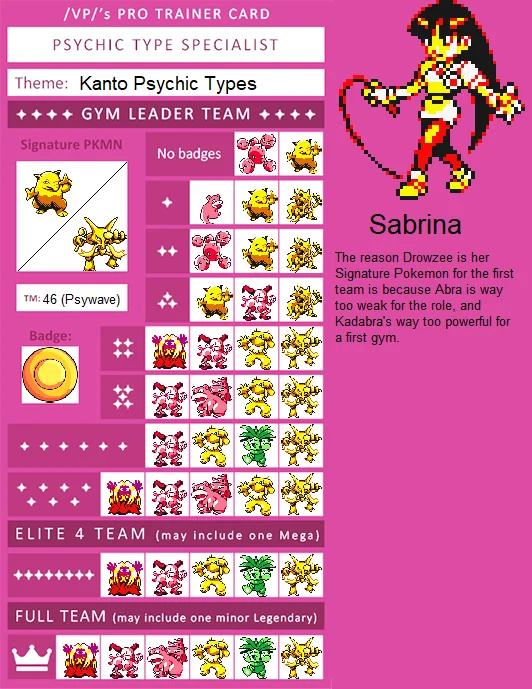 /VP/'s PRO TRAINER CARD
PSYCHIC TYPE SPECIALIST
Theme: Kanto Psychic Types
GYM LEADER TEAM
Signature PKMN
No badges
TM: 46 (Psywave)
Badge:
ELITE 4 TEAM (may include one Mega)
FULL TEAM (may include one minor Legendary)
Sabrina
The reason Drowzee is her
Signature Pokemon for the first
team is because Abra is way
too weak for the role, and
Kadabra's way too powerful for
a first gym.